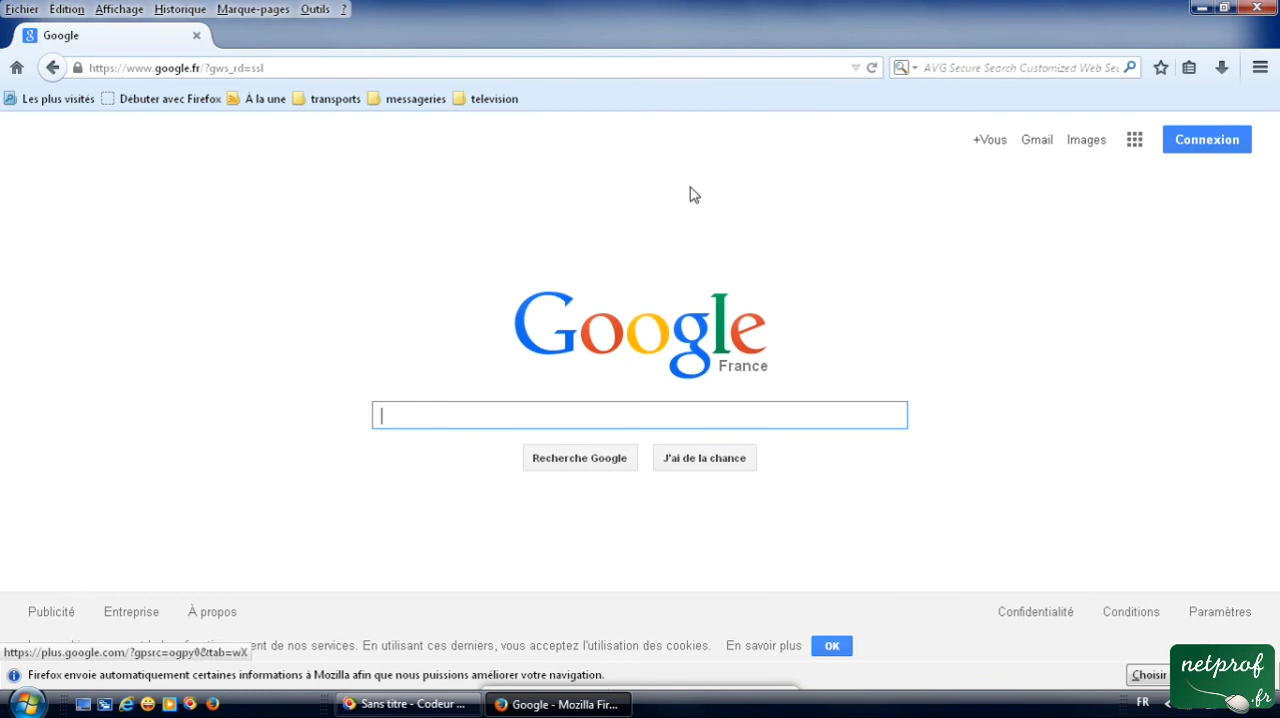 Fichier Édition Affichage Historique Marque-pages Outils ?
Google
https://www.google.fr/?gws_rd=ssl
AVG Secure Search Customized Web Sec
Les plus visités Débuter avec Firefox À la une transports messageries television
+Vous Gmail Images Connexion
Google
France
Recherche Google J'ai de la chance
Publicité Entreprise À propos Confidentialité Conditions Paramètres
de nos services. En utilisant ces derniers, vous acceptez l'utilisation des cookies. En savoir plus OK
https://plus.google.com/?gpsrc=ogpy0&tab=wX
Firefox envoie automatiquement certaines informations à Mozilla afin que nous puissions améliorer votre navigation. Choisir
Sans titre - Codeur ... Google - Mozilla Fir... FR
netprof
.fr